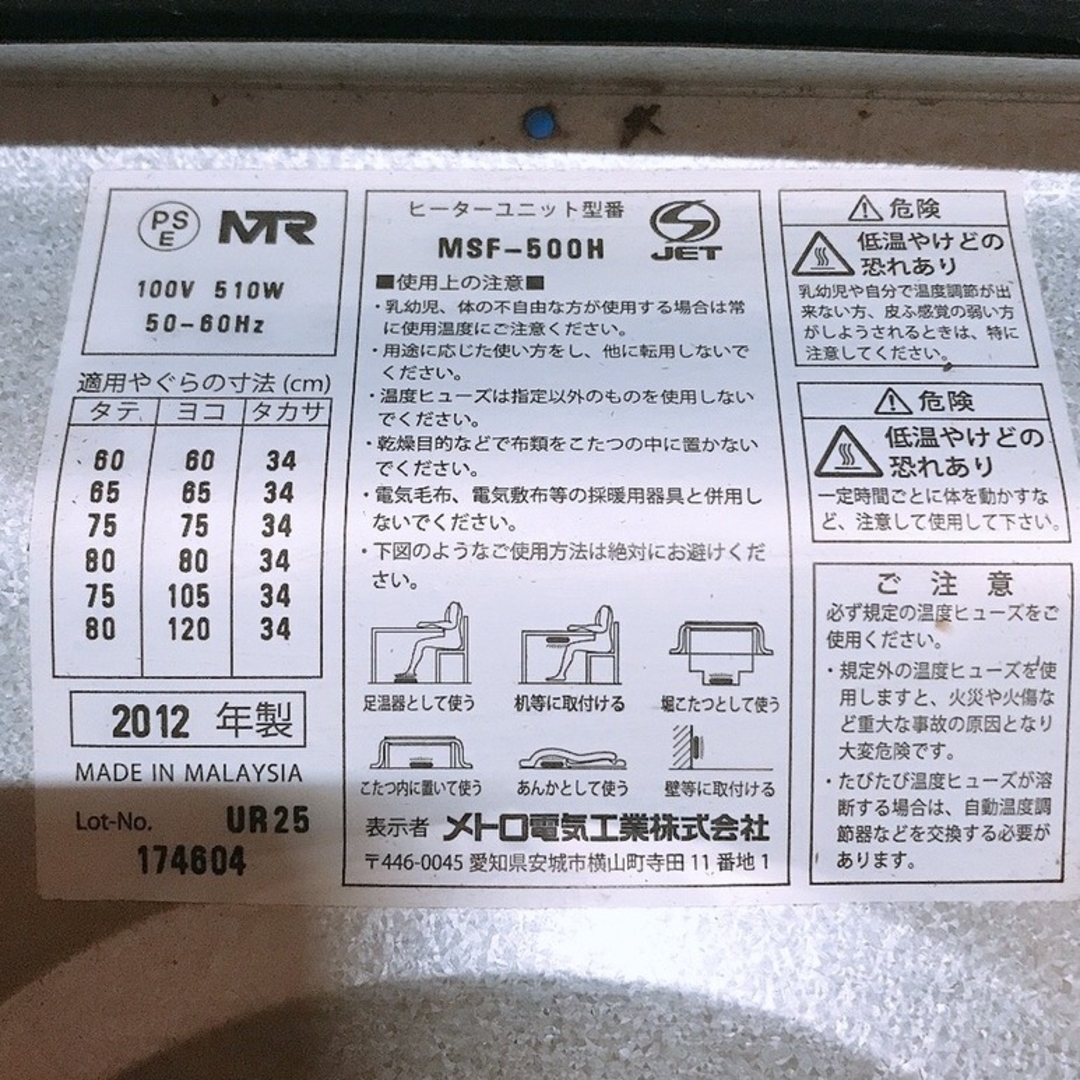 PS
E
MTR
100V 510W
50-60Hz
適用やぐらの寸法(cm)
タテ ヨコ タカサ
60 60 34
65 65 34
75 75 34
80 80 34
75 105 34
80 120 34
2012 年製
MADE IN MALAYSIA
Lot-No. UR25
174604
ヒーターユニット型番
MSF-500H
JET
■使用上の注意■
・乳幼児、体の不自由な方が使用する場合は常
に使用温度にご注意ください。
・用途に応じた使い方をし、他に転用しないで
ください。
・温度ヒューズは指定以外のものを使用しない
でください。
・乾燥目的などで布類をこたつの中に置かない
でください。
・電気毛布、電気敷布等の採暖用器具と併用し
ないでください。
・下図のようなご使用方法は絶対にお避けくだ
さい。
足温器として使う 机等に取付ける 堀こたつとして使う
こたつ内に置いて使う あんかとして使う 壁等に取付ける
表示者 メトロ電気工業株式会社
〒446-0045 愛知県安城市横山町寺田 11 番地 1
危険
低温やけどの
恐れあり
乳幼児や自分で温度調節が出
来ない方、皮ふ感覚の弱い方
がしようされるときは、特に
注意してください。
危険
低温やけどの
恐れあり
一定時間ごとに体を動かすな
ど、注意して使用して下さい。
ご 注 意
必ず規定の温度ヒューズをご
使用ください。
・規定外の温度ヒューズを使
用しますと、火災や火傷な
ど重大な事故の原因となり
大変危険です。
・たびたび温度ヒューズが溶
断する場合は、自動温度調
節器などを交換する必要が
あります。